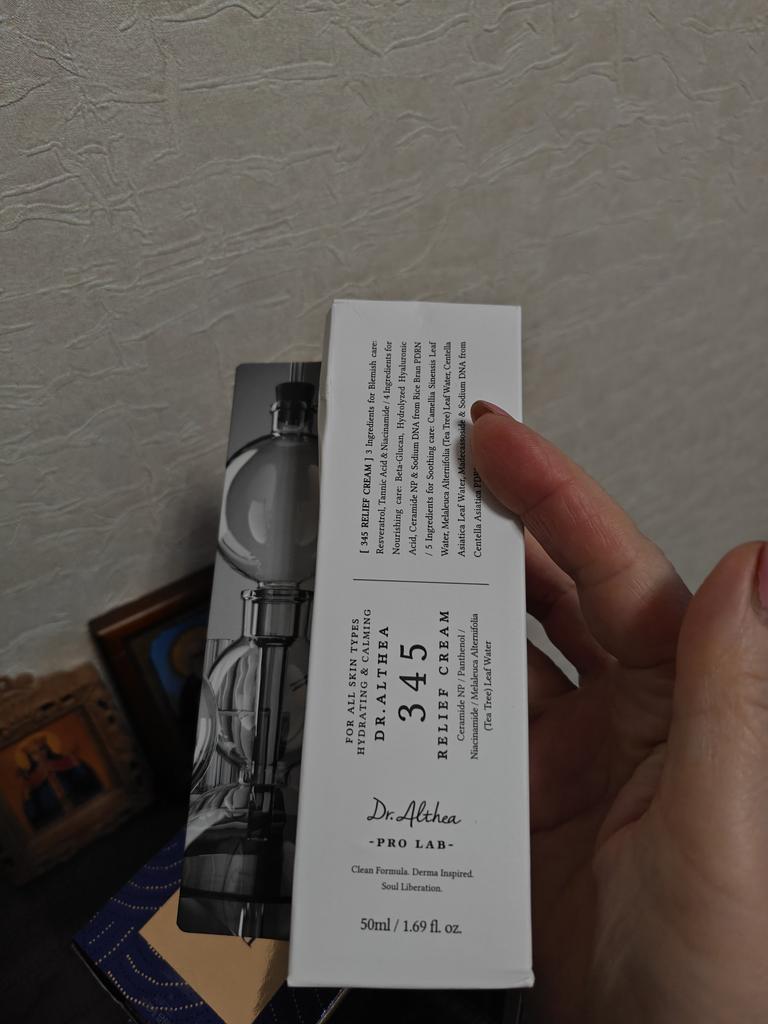 [ 345 RELIEF CREAM ] 3 Ingredients for Blemish care:
Resveratrol, Tannic Acid & Niacinamide / 4 Ingredients for
Nourishing care: Beta-Glucan, Hydrolyzed Hyaluronic
Acid, Ceramide NP & Sodium DNA from Rice Bran PDRN
/ 5 Ingredients for Soothing care: Camellia Sinensis Leaf
Water, Melaleuca Alternifolia (Tea Tree) Leaf Water, Centella
Asiatica Leaf Water, Madecassoside & Sodium DNA from
Centella Asiatica
FOR ALL SKIN TYPES
HYDRATING & CALMING
DR.ALTHEA
345
RELIEF CREAM
Ceramide NP / Panthenol /
Niacinamide / Melaleuca Alternifolia
(Tea Tree) Leaf Water
Dr.Althea
-PRO LAB-
Clean Formula. Derma Inspired.
Soul Liberation.
50ml / 1.69 fl. oz.